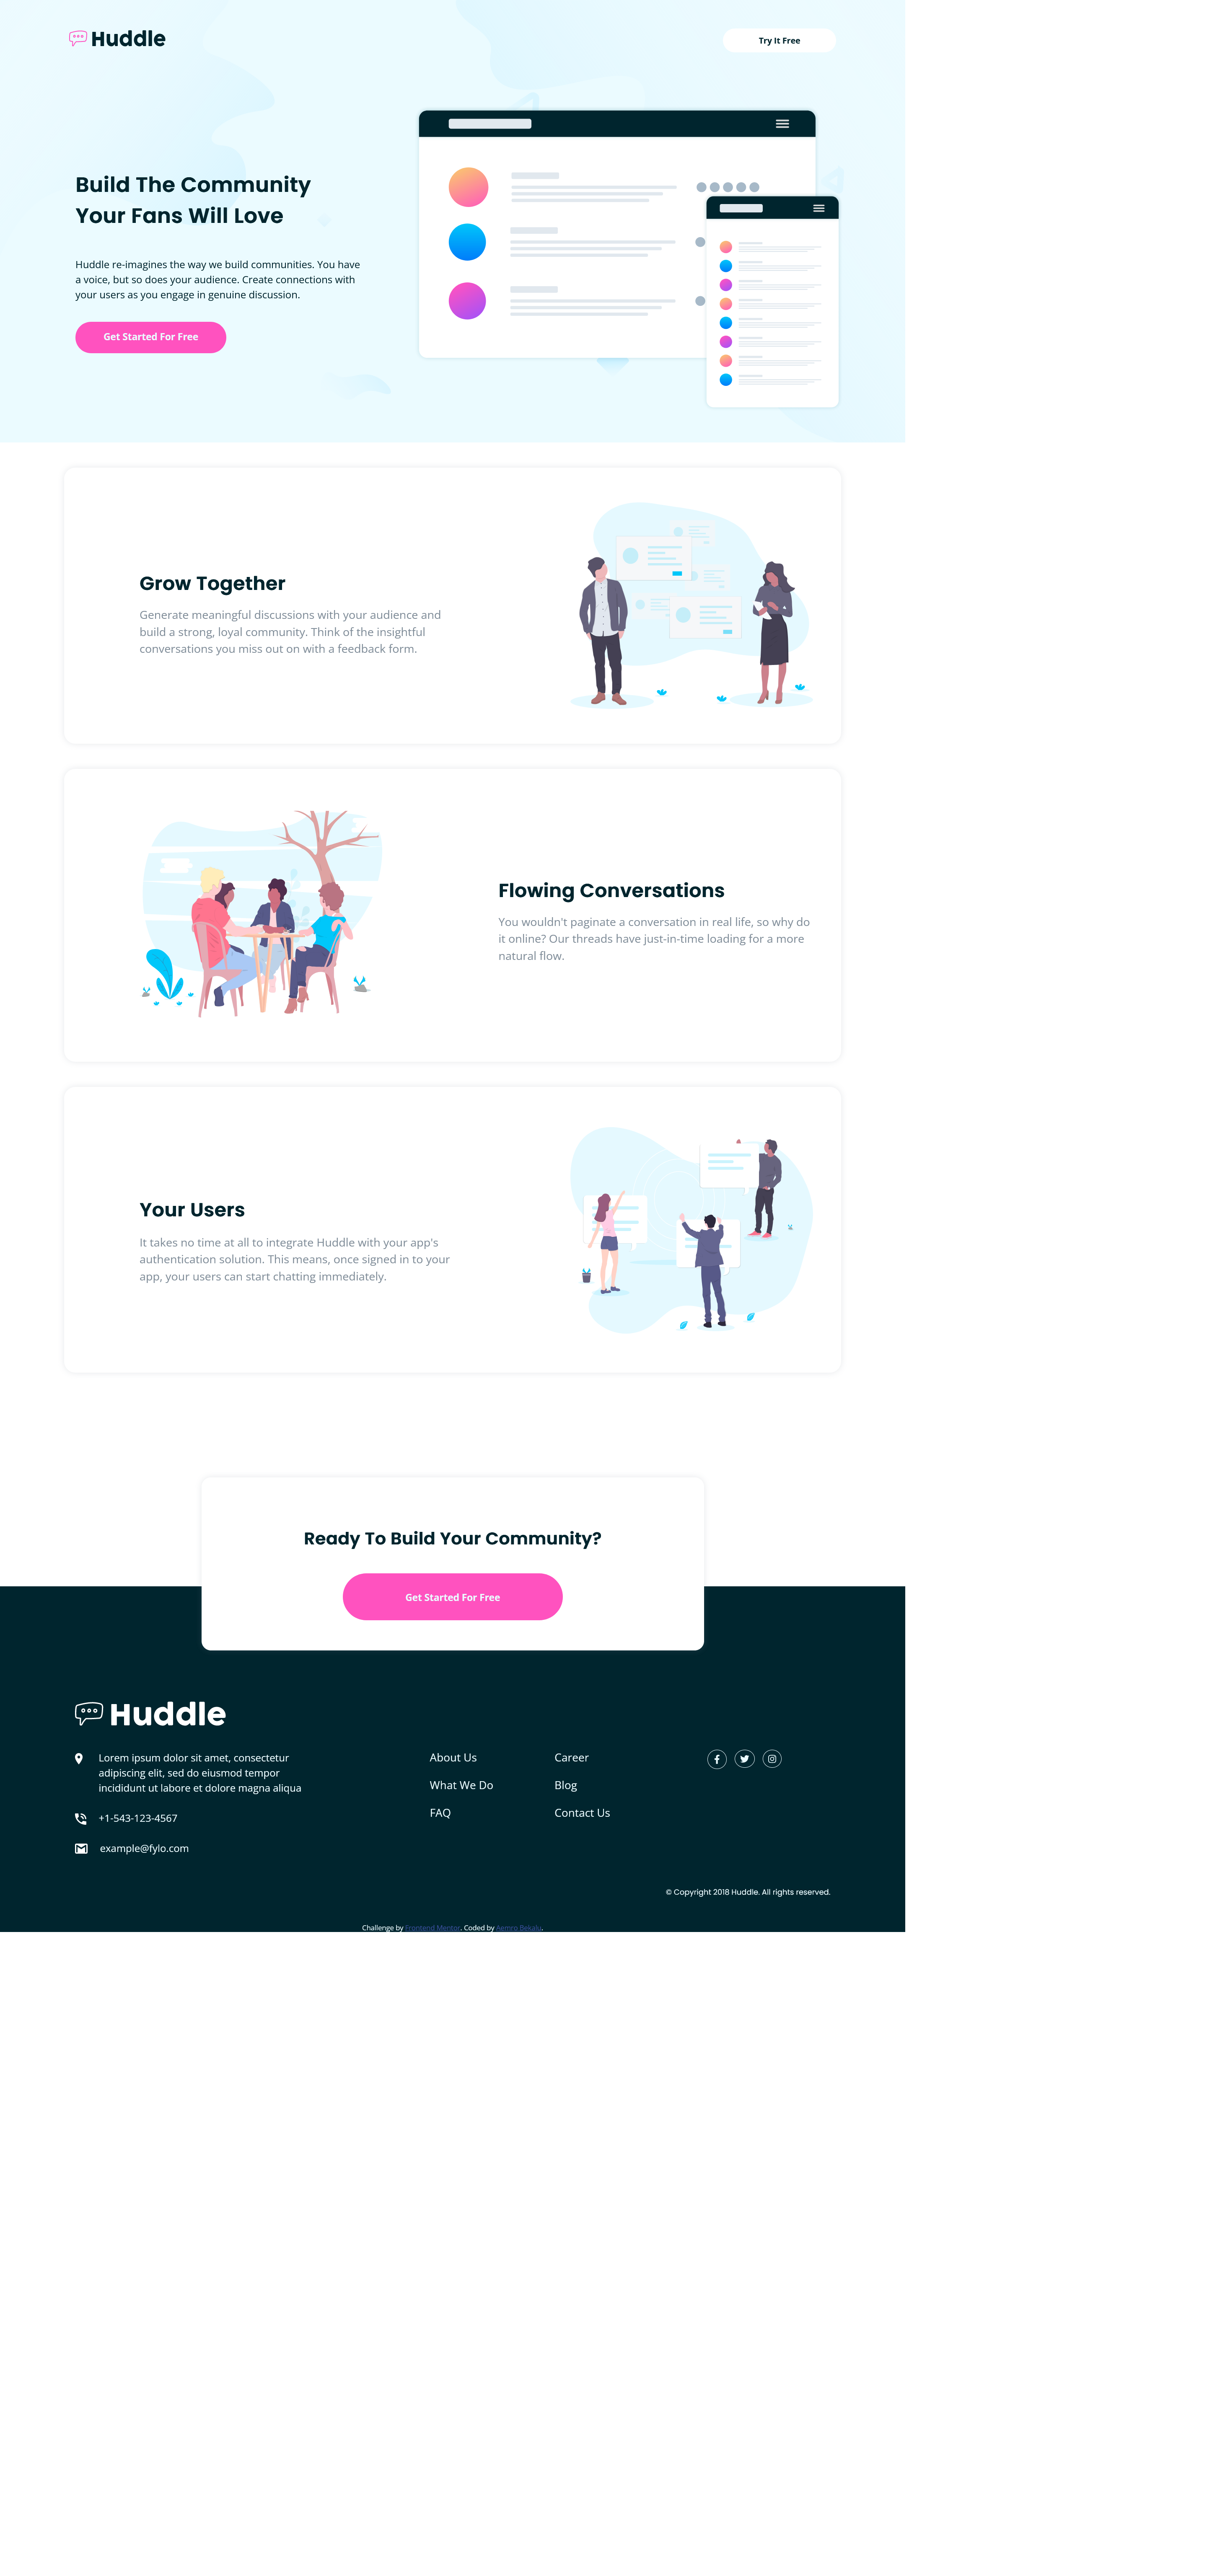 Huddle
Try It Free
Build The Community
Your Fans Will Love
Huddle re-imagines the way we build communities. You have
a voice, but so does your audience. Create connections with
your users as you engage in genuine discussion.
Get Started For Free
Grow Together
Generate meaningful discussions with your audience and
build a strong, loyal community. Think of the insightful
conversations you miss out on with a feedback form.
Flowing Conversations
You wouldn't paginate a conversation in real life, so why do
it online? Our threads have just-in-time loading for a more
natural flow.
Your Users
It takes no time at all to integrate Huddle with your app's
authentication solution. This means, once signed in to your
app, your users can start chatting immediately.
Ready To Build Your Community?
Get Started For Free
Huddle
Lorem ipsum dolor sit amet, consectetur
adipiscing elit, sed do eiusmod tempor
incididunt ut labore et dolore magna aliqua
+1-543-123-4567
example@fylo.com
About Us
What We Do
FAQ
Career
Blog
Contact Us
© Copyright 2018 Huddle. All rights reserved.
Challenge by Frontend Mentor. Coded by Aemro Bekalu.